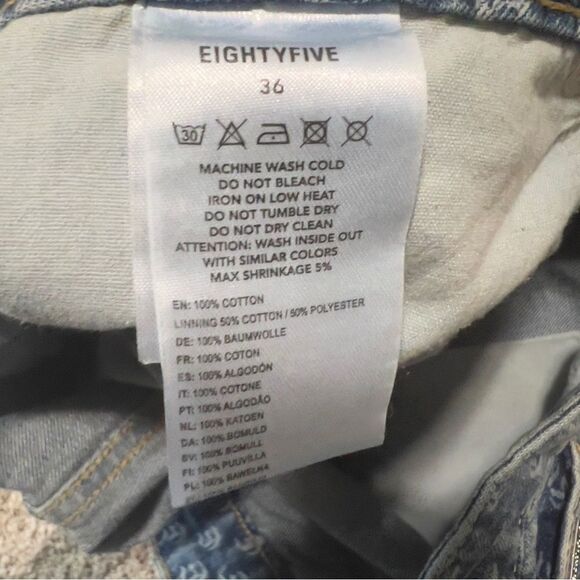 EIGHTYFIVE
36
30
MACHINE WASH COLD
DO NOT BLEACH
IRON ON LOW HEAT
DO NOT TUMBLE DRY
DO NOT DRY CLEAN
ATTENTION: WASH INSIDE OUT
WITH SIMILAR COLORS
MAX SHRINKAGE 5%
EN: 100% COTTON
LINNING 50% COTTON / 50% POLYESTER
DE: 100% BAUMWOLLE
FR: 100% COTON
ES: 100% ALGODÓN
IT: 100% COTONE
PT: 100% ALGODÃO
NL: 100% KATOEN
DA: 100% BOMULD
SV: 100% BOMULL
FI: 100% PUUVILLA
PL: 100% BAWEŁNA